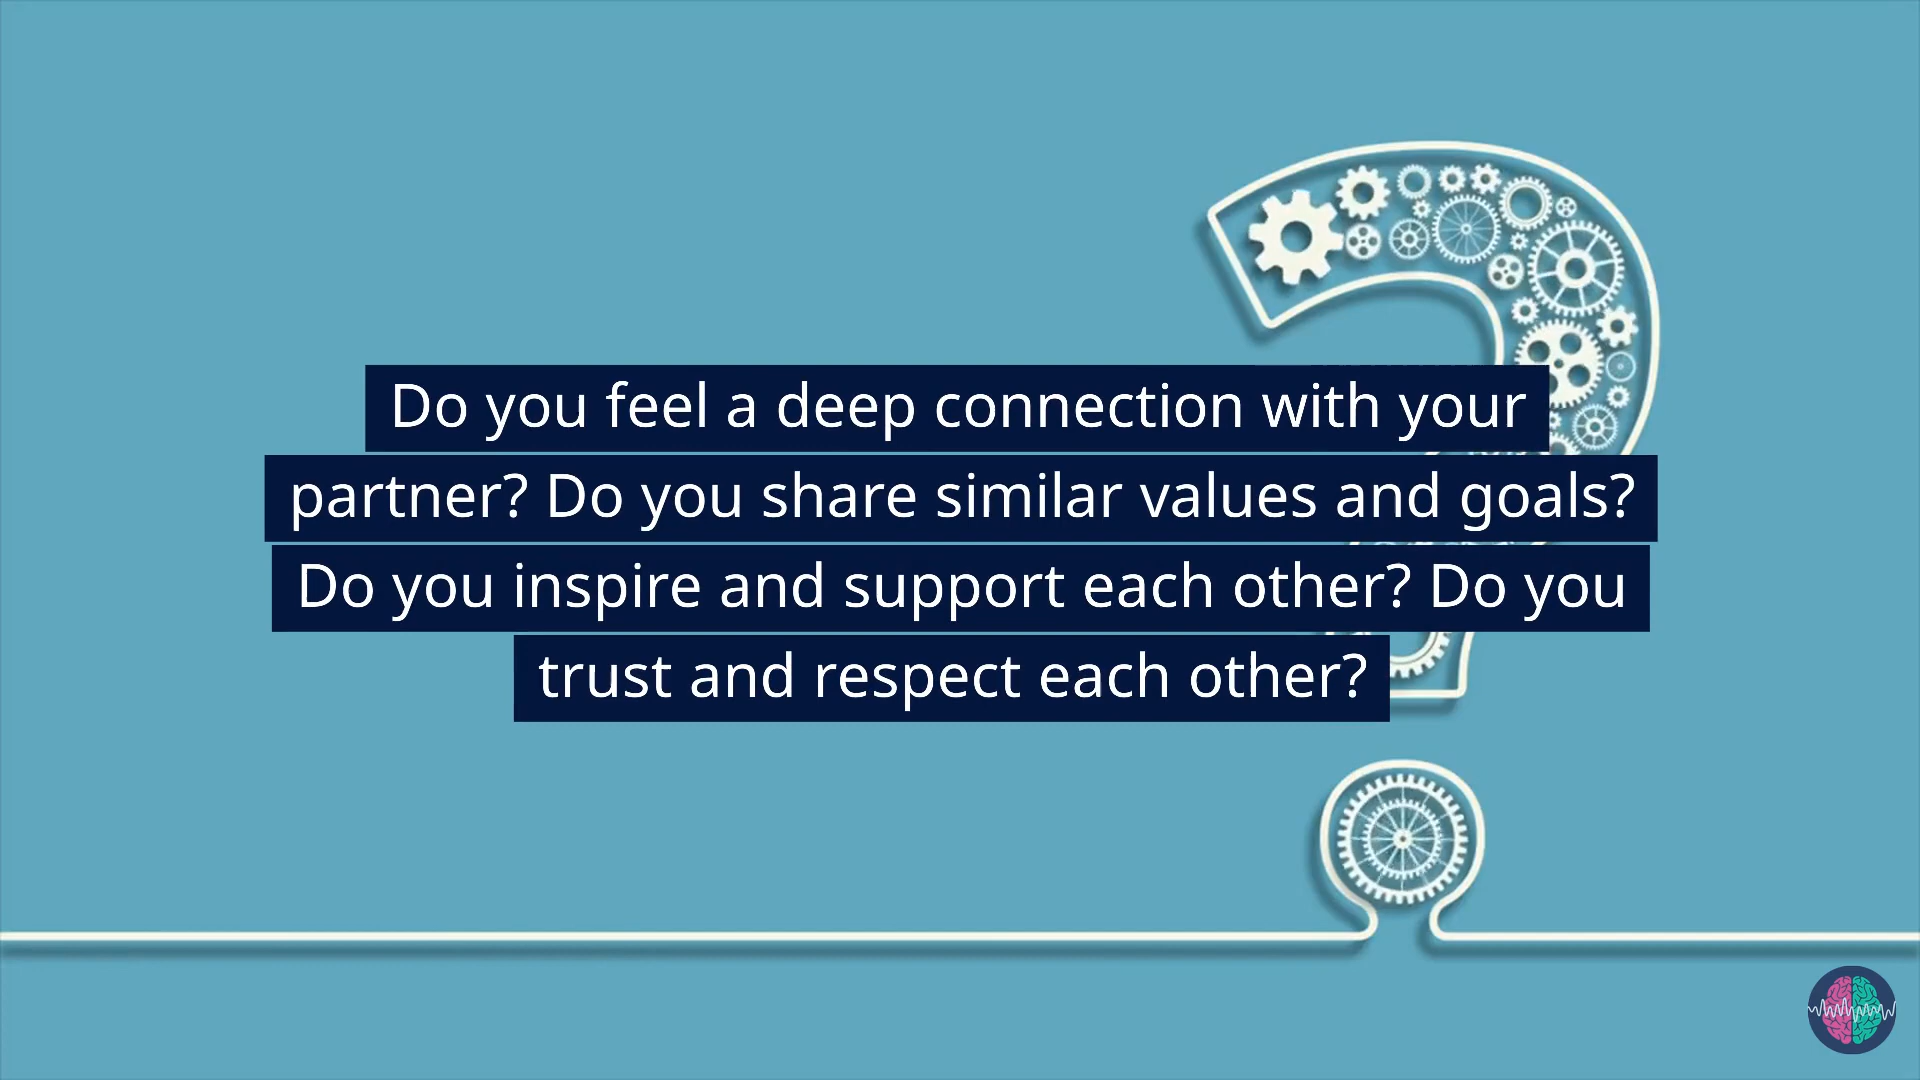 Do you feel a deep connection with your
partner? Do you share similar values and goals?
Do you inspire and support each other? Do you
trust and respect each other?